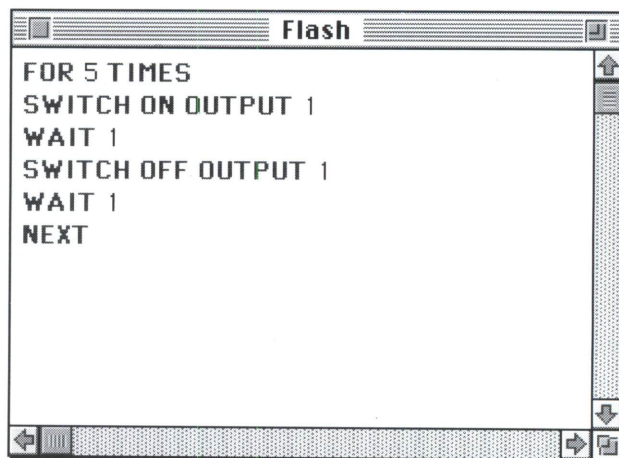 Flash
FOR 5 TIMES
SWITCH ON OUTPUT 1
WAIT 1
SWITCH OFF OUTPUT 1
WAIT 1
NEXT